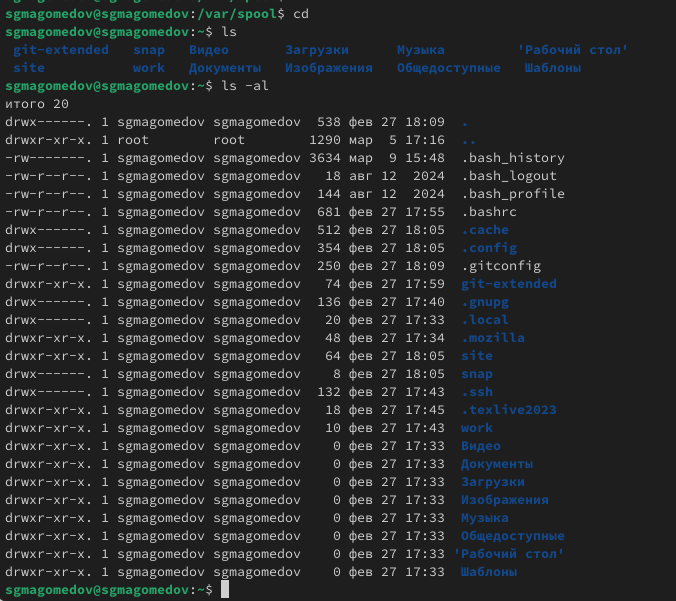 sgmagomedov@sgmagomedov:/var/spool$ cd
sgmagomedov@sgmagomedov:~$ ls
git-extended snap Видео Загрузки Музыка 'Рабочий стол'
site work Документы Изображения Общедоступные Шаблоны
sgmagomedov@sgmagomedov:~$ ls -al
итого 20
drwx------. 1 sgmagomedov sgmagomedov 538 фев 27 18:09 .
drwxr-xr-x. 1 root root 1290 мар 5 17:16 ..
-rw-------. 1 sgmagomedov sgmagomedov 3634 мар 9 15:48 .bash_history
-rw-r--r--. 1 sgmagomedov sgmagomedov 18 авг 12 2024 .bash_logout
-rw-r--r--. 1 sgmagomedov sgmagomedov 144 авг 12 2024 .bash_profile
-rw-r--r--. 1 sgmagomedov sgmagomedov 681 фев 27 17:55 .bashrc
drwx------. 1 sgmagomedov sgmagomedov 512 фев 27 18:05 .cache
drwx------. 1 sgmagomedov sgmagomedov 354 фев 27 18:05 .config
-rw-r--r--. 1 sgmagomedov sgmagomedov 250 фев 27 18:09 .gitconfig
drwxr-xr-x. 1 sgmagomedov sgmagomedov 74 фев 27 17:59 git-extended
drwx------. 1 sgmagomedov sgmagomedov 136 фев 27 17:40 .gnupg
drwx------. 1 sgmagomedov sgmagomedov 20 фев 27 17:33 .local
drwxr-xr-x. 1 sgmagomedov sgmagomedov 48 фев 27 17:34 .mozilla
drwxr-xr-x. 1 sgmagomedov sgmagomedov 64 фев 27 18:05 site
drwx------. 1 sgmagomedov sgmagomedov 8 фев 27 18:05 snap
drwx------. 1 sgmagomedov sgmagomedov 132 фев 27 17:43 .ssh
drwxr-xr-x. 1 sgmagomedov sgmagomedov 18 фев 27 17:45 .texlive2023
drwxr-xr-x. 1 sgmagomedov sgmagomedov 10 фев 27 17:43 work
drwxr-xr-x. 1 sgmagomedov sgmagomedov 0 фев 27 17:33 Видео
drwxr-xr-x. 1 sgmagomedov sgmagomedov 0 фев 27 17:33 Документы
drwxr-xr-x. 1 sgmagomedov sgmagomedov 0 фев 27 17:33 Загрузки
drwxr-xr-x. 1 sgmagomedov sgmagomedov 0 фев 27 17:33 Изображения
drwxr-xr-x. 1 sgmagomedov sgmagomedov 0 фев 27 17:33 Музыка
drwxr-xr-x. 1 sgmagomedov sgmagomedov 0 фев 27 17:33 Общедоступные
drwxr-xr-x. 1 sgmagomedov sgmagomedov 0 фев 27 17:33 'Рабочий стол'
drwxr-xr-x. 1 sgmagomedov sgmagomedov 0 фев 27 17:33 Шаблоны
sgmagomedov@sgmagomedov:~$